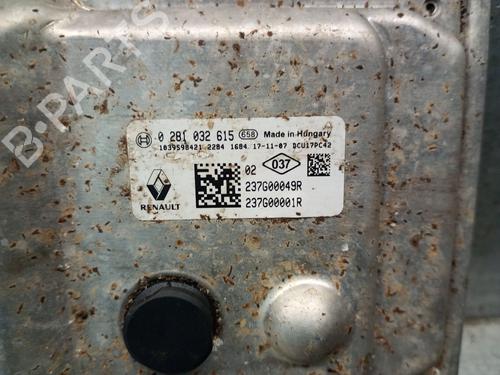 B-PARTS
0 281 032 615 658 Made in Hungary
1039S98421 2284 1684 17-11-07 DCU17PC42
02 037
237G00049R
237G00001R
RENAULT